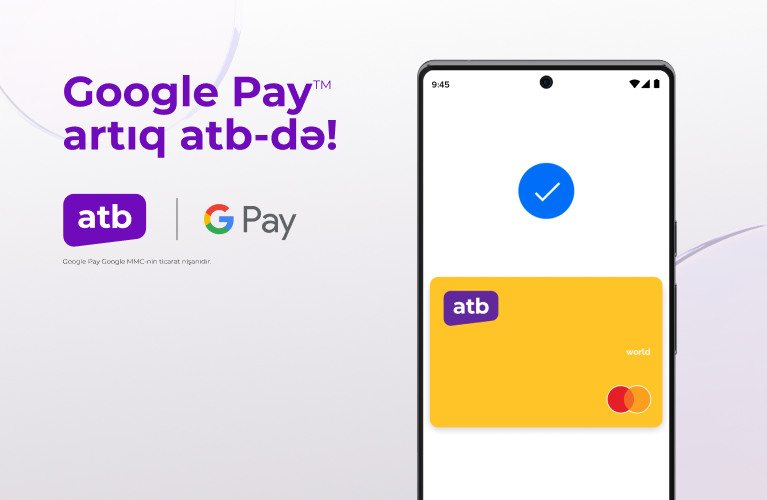 Google Pay™
artıq atb-də!
atb
G Pay
Google Pay Google MMC-nin ticarət nişanıdır.
9:45
atb
world